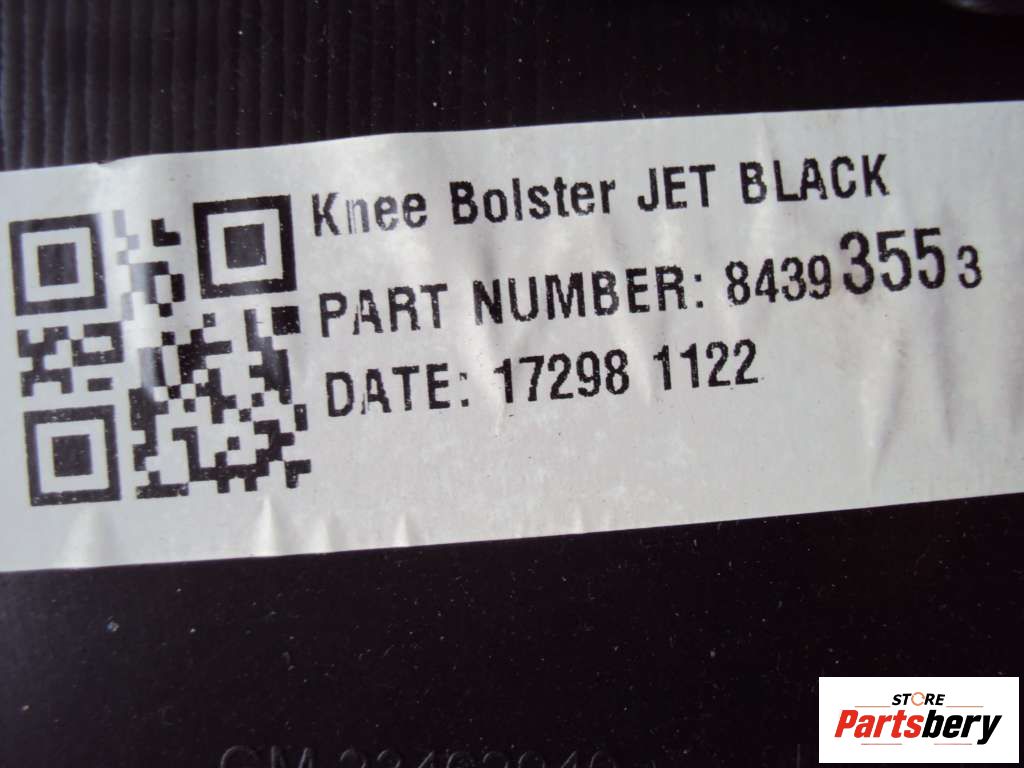 Knee Bolster JET BLACK
PART NUMBER: 84393553
DATE: 17298 1122
STORE
Partsbery